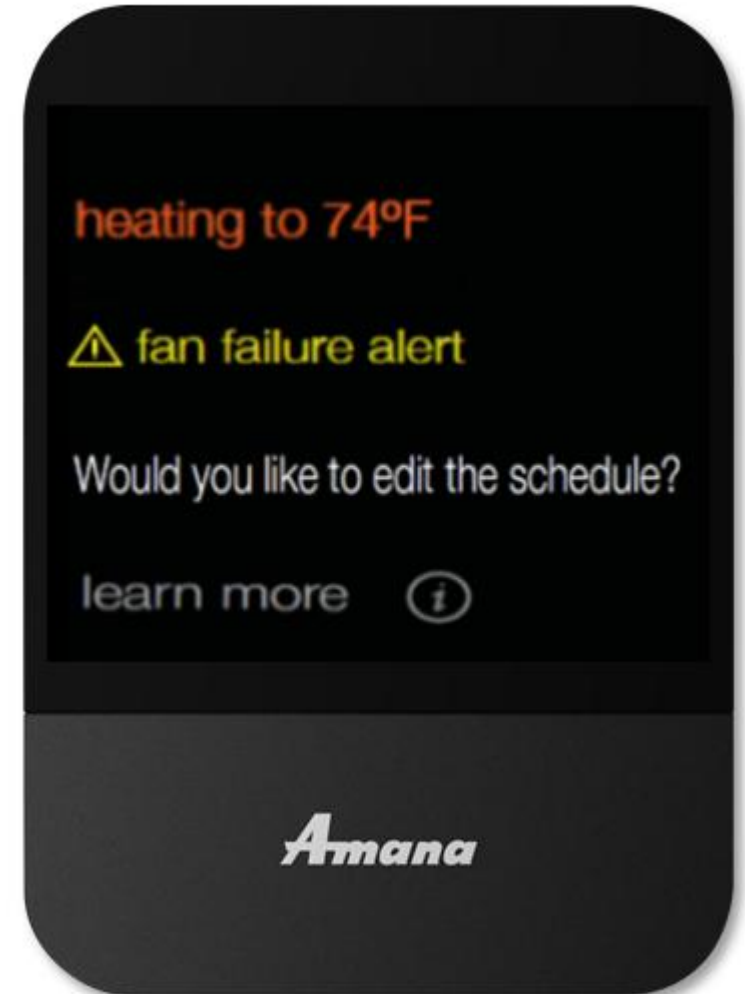 heating to 74ºF
fan failure alert
Would you like to edit the schedule?
learn more i
Amana